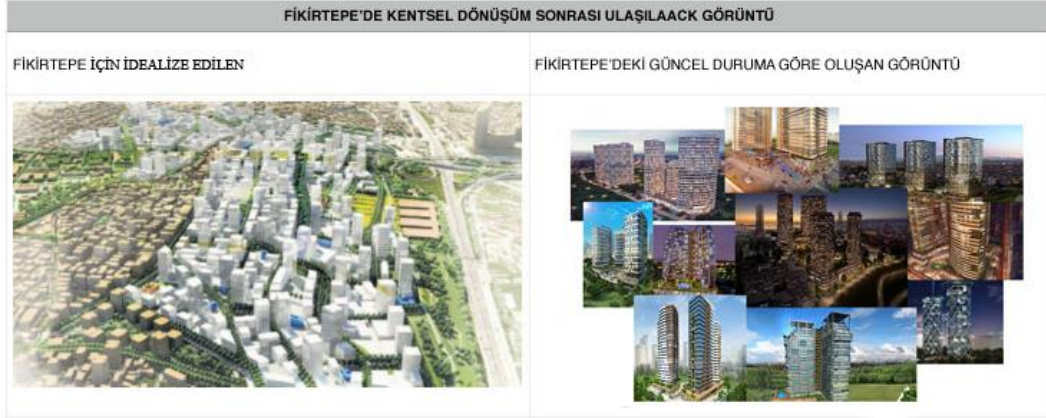 FİKİRTEPE'DE KENTSEL DÖNÜŞÜM SONRASI ULAŞILAACK GÖRÜNTÜ
FİKİRTEPE İÇİN İDEALİZE EDİLEN
FİKİRTEPE'DEKİ GÜNCEL DURUMA GÖRE OLUŞAN GÖRÜNTÜ